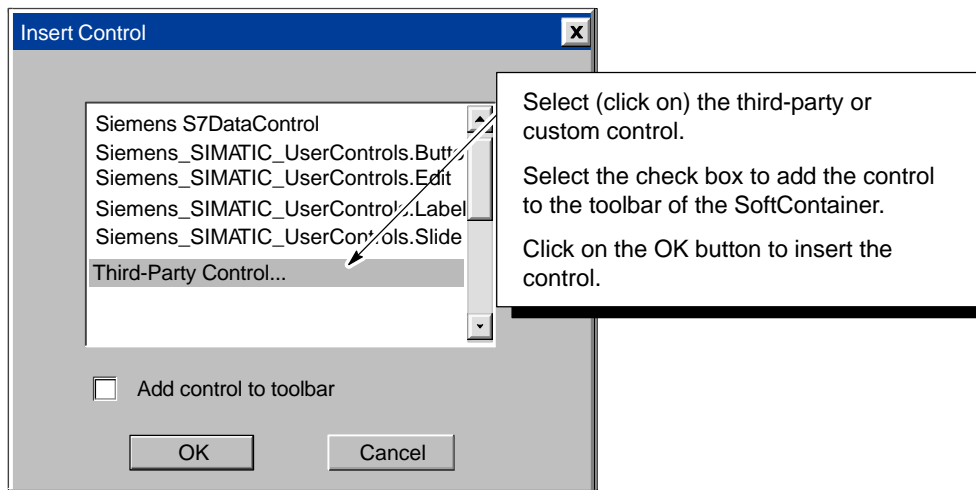 Insert Control
Siemens S7DataControl
Siemens_SIMATIC_UserControls.Butto
Siemens_SIMATIC_UserControls.Edit
Siemens_SIMATIC_UserControls.Label
Siemens_SIMATIC_UserControls.Slide
Third-Party Control...
Add control to toolbar
OK
Cancel
Select (click on) the third-party or
custom control.
Select the check box to add the control
to the toolbar of the SoftContainer.
Click on the OK button to insert the
control.